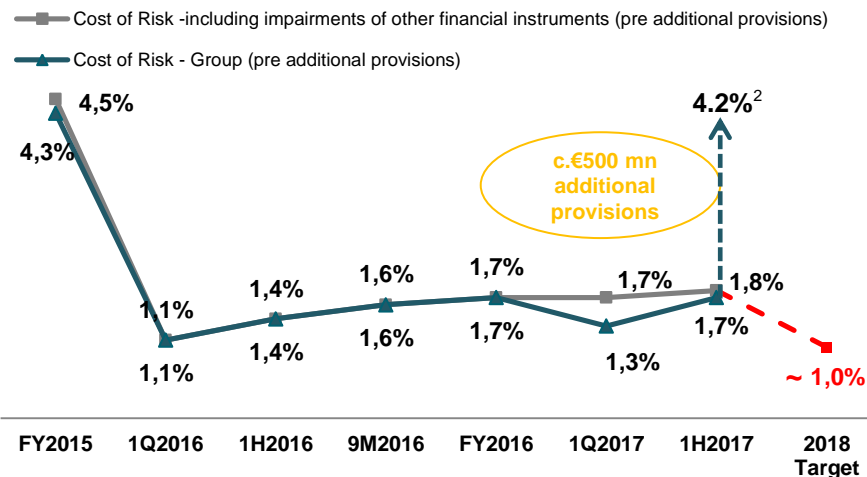 Cost of Risk -including impairments of other financial instruments (pre additional provisions)
Cost of Risk - Group (pre additional provisions)
4,5%
4,3%
4.2%2
c.€500 mn
additional
provisions
1,1%
1,4%
1,6%
1,7%
1,7%
1,8%
1,1%
1,4%
1,6%
1,7%
1,3%
1,7%
~ 1,0%
FY2015 1Q2016 1H2016 9M2016 FY2016 1Q2017 1H2017 2018
Target